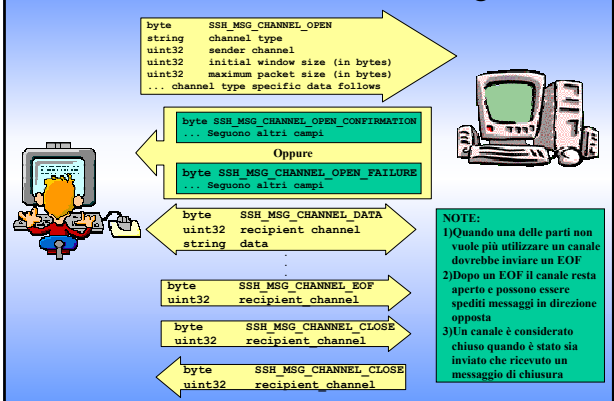 byte SSH_MSG_CHANNEL_OPEN
string channel type
uint32 sender channel
uint32 initial window size (in bytes)
uint32 maximum packet size (in bytes)
... channel type specific data follows
byte SSH_MSG_CHANNEL_OPEN_CONFIRMATION
... Seguono altri campi
Oppure
byte SSH_MSG_CHANNEL_OPEN_FAILURE
... Seguono altri campi
byte SSH_MSG_CHANNEL_DATA
uint32 recipient channel
string data
.
.
.
byte SSH_MSG_CHANNEL_EOF
uint32 recipient_channel
byte SSH_MSG_CHANNEL_CLOSE
uint32 recipient_channel
byte SSH_MSG_CHANNEL_CLOSE
uint32 recipient_channel
NOTE:
1)Quando una delle parti non
vuole più utilizzare un canale
dovrebbe inviare un EOF
2)Dopo un EOF il canale resta
aperto e possono essere
spediti messaggi in direzione
opposta
3)Un canale è considerato
chiuso quando è stato sia
inviato che ricevuto un
messaggio di chiusura